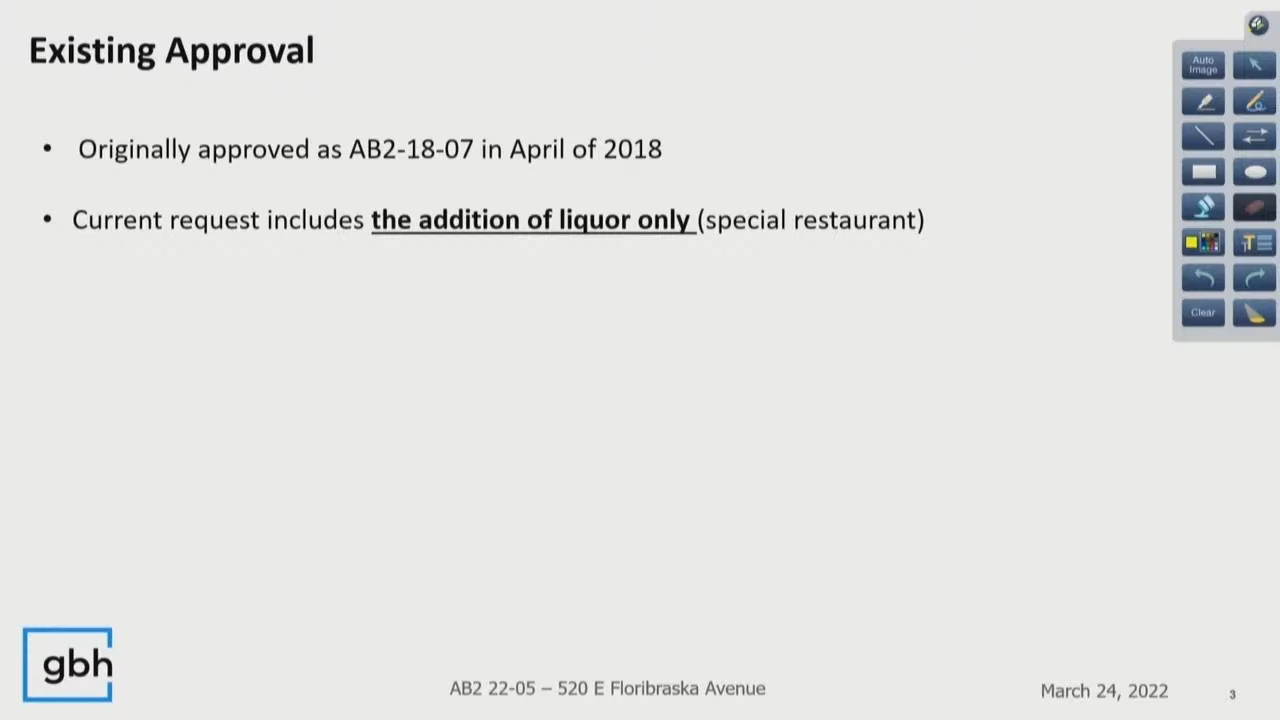 Existing Approval
Auto
Image
• Originally approved as AB2-18-07 in April of 2018
• Current request includes the addition of liquor only (special restaurant)
T
Clear
gbh
AB2 22-05 – 520 E Floribraska Avenue
March 24, 2022
3